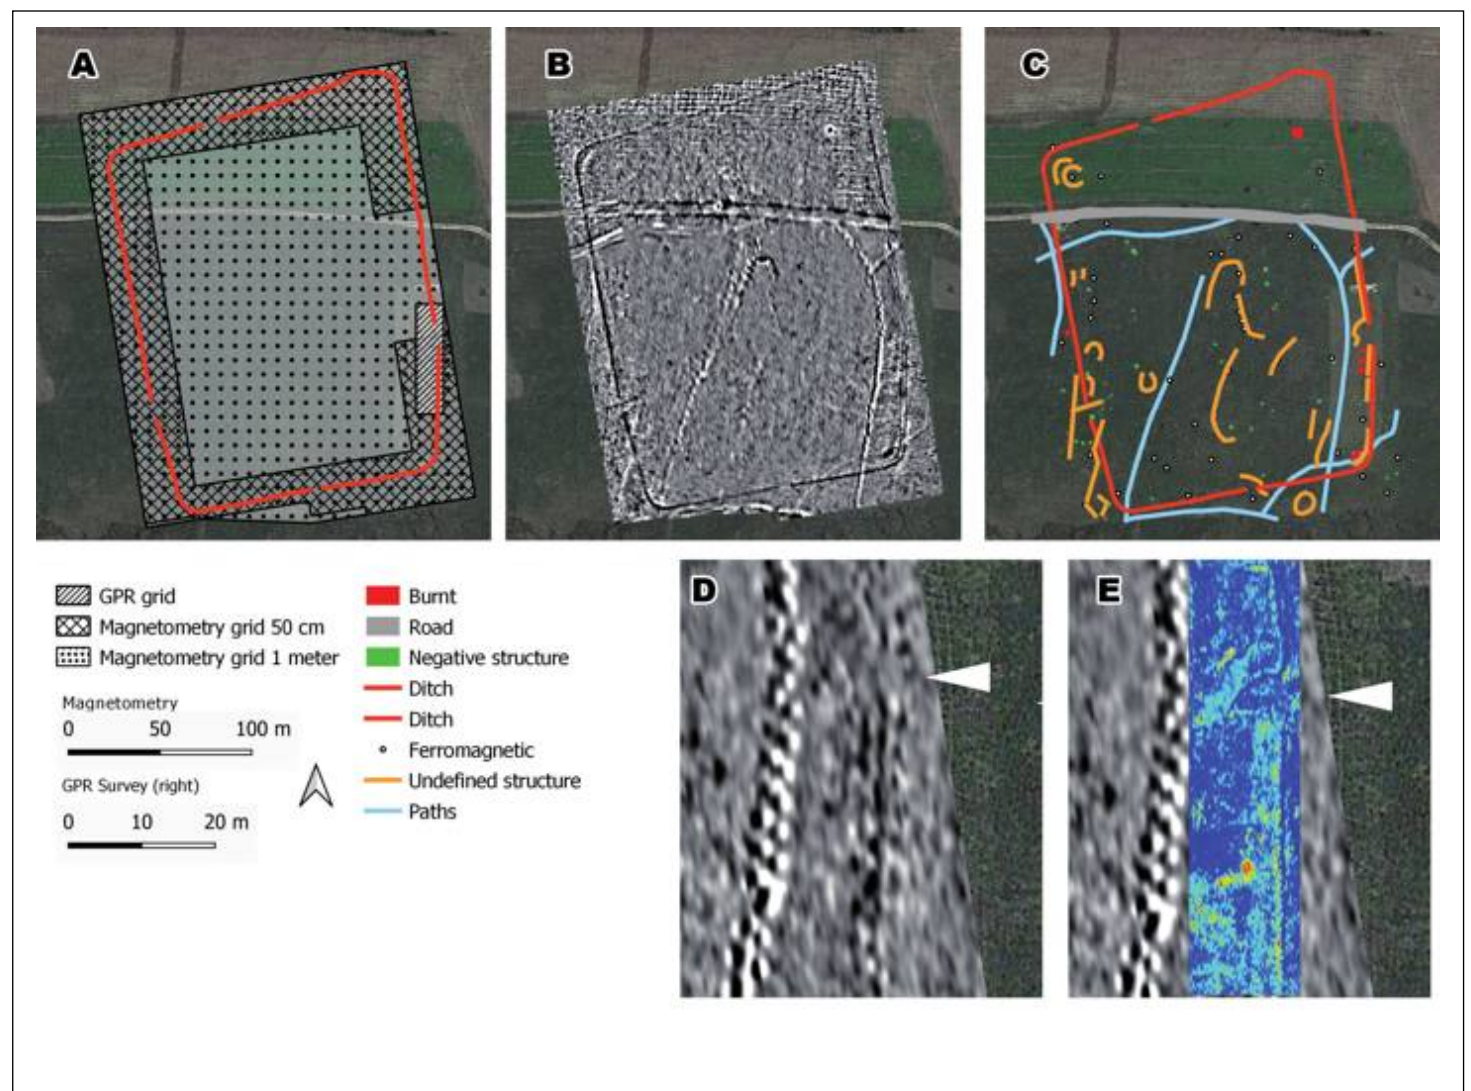 A
B
C
GPR grid
Magnetometry grid 50 cm
Magnetometry grid 1 meter
Magnetometry
0 50 100 m
GPR Survey (right)
0 10 20 m
Burnt
Road
Negative structure
Ditch
Ditch
Ferromagnetic
Undefined structure
Paths
D
E